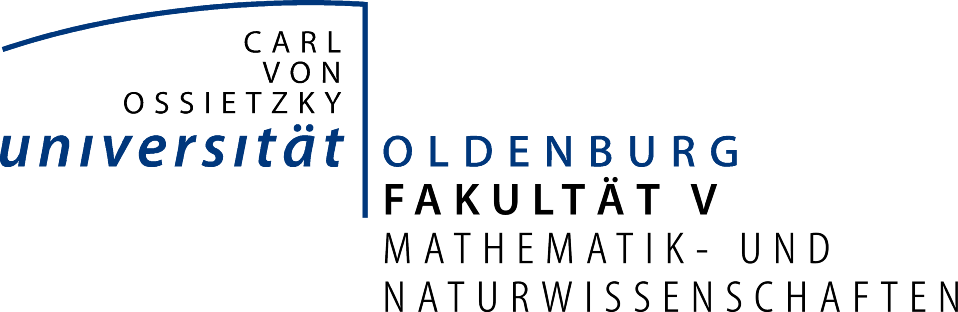 CARL
VON
OSSIETZKY
universität OLDENBURG
FAKULTÄT V
MATHEMATIK- UND
NATURWISSENSCHAFTEN